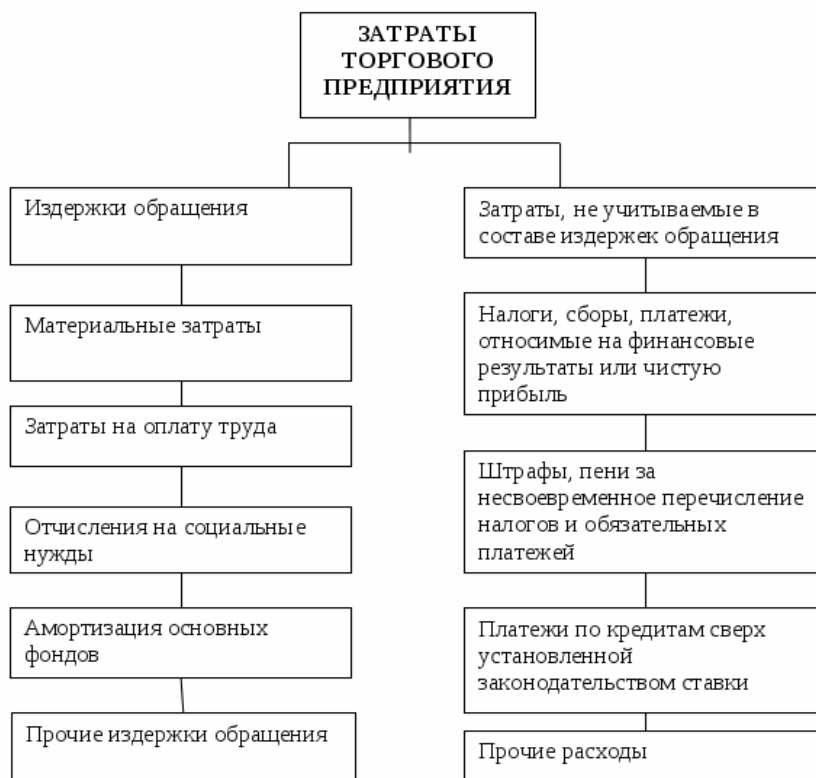 ЗАТРАТЫ
ТОРГОВОГО
ПРЕДПРИЯТИЯ
Издержки обращения
Материальные затраты
Затраты на оплату труда
Отчисления на социальные
нужды
Амортизация основных
фондов
Прочие издержки обращения
Затраты, не учитываемые в
составе издержек обращения
Налоги, сборы, платежи,
относимые на финансовые
результаты или чистую
прибыль
Штрафы, пени за
несвоевременное перечисление
налогов и обязательных
платежей
Платежи по кредитам сверх
установленной
законодательством ставки
Прочие расходы